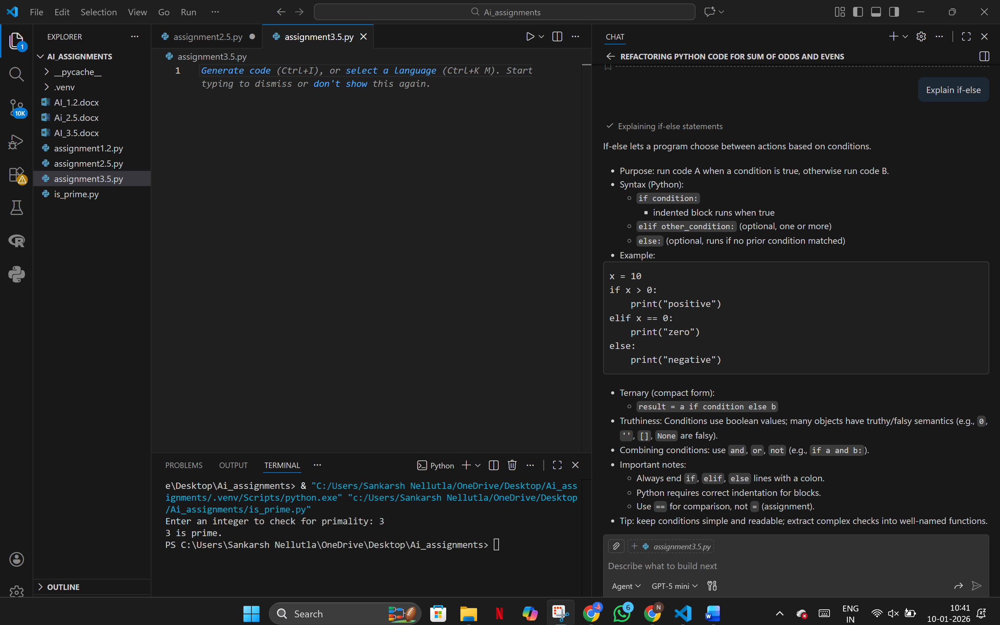 File Edit Selection View Go Run ···
Ai_assignments
EXPLORER ···
1
AI_ASSIGNMENTS
__pycache__
.venv
AI_1.2.docx
Ai_2.5.docx
AI_3.5.docx
assignment1.2.py
assignment2.5.py
assignment3.5.py
is_prime.py
10K
OUTLINE
assignment2.5.py
assignment3.5.py
assignment3.5.py
1 Generate code (Ctrl+I), or select a language (Ctrl+K M). Start
typing to dismiss or don't show this again.
PROBLEMS OUTPUT TERMINAL ··· Python
e\Desktop\Ai_assignments> & "C:/Users/Sankarsh Nellutla/OneDrive/Desktop/Ai_ass
ignments/.venv/Scripts/python.exe" "c:/Users/Sankarsh Nellutla/OneDrive/Desktop
/Ai_assignments/is_prime.py"
Enter an integer to check for primality: 3
3 is prime.
PS C:\Users\Sankarsh Nellutla\OneDrive\Desktop\Ai_assignments>
CHAT
REFACTORING PYTHON CODE FOR SUM OF ODDS AND EVENS
Explain if-else
Explaining if-else statements
If-else lets a program choose between actions based on conditions.
• Purpose: run code A when a condition is true, otherwise run code B.
• Syntax (Python):
if condition:
indented block runs when true
elif other_condition: (optional, one or more)
else: (optional, runs if no prior condition matched)
• Example:
x = 10
if x > 0:
    print("positive")
elif x == 0:
    print("zero")
else:
    print("negative")
• Ternary (compact form):
result = a if condition else b
• Truthiness: Conditions use boolean values; many objects have truthy/falsy semantics (e.g., 0,
'', [], None are falsy).
• Combining conditions: use and, or, not (e.g., if a and b:).
• Important notes:
Always end if, elif, else lines with a colon.
Python requires correct indentation for blocks.
Use == for comparison, not = (assignment).
• Tip: keep conditions simple and readable; extract complex checks into well-named functions.
assignment3.5.py
Describe what to build next
Agent GPT-5 mini
Search
6
N
ENG
IN
10:41
10-01-2026